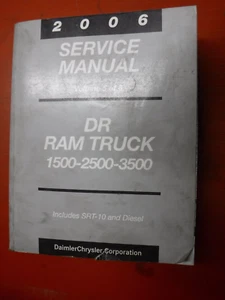 2006
SERVICE
MANUAL
DR
RAM TRUCK
1500-2500-3500
Includes SRT-10 and Diesel
DaimlerChrysler Corporation